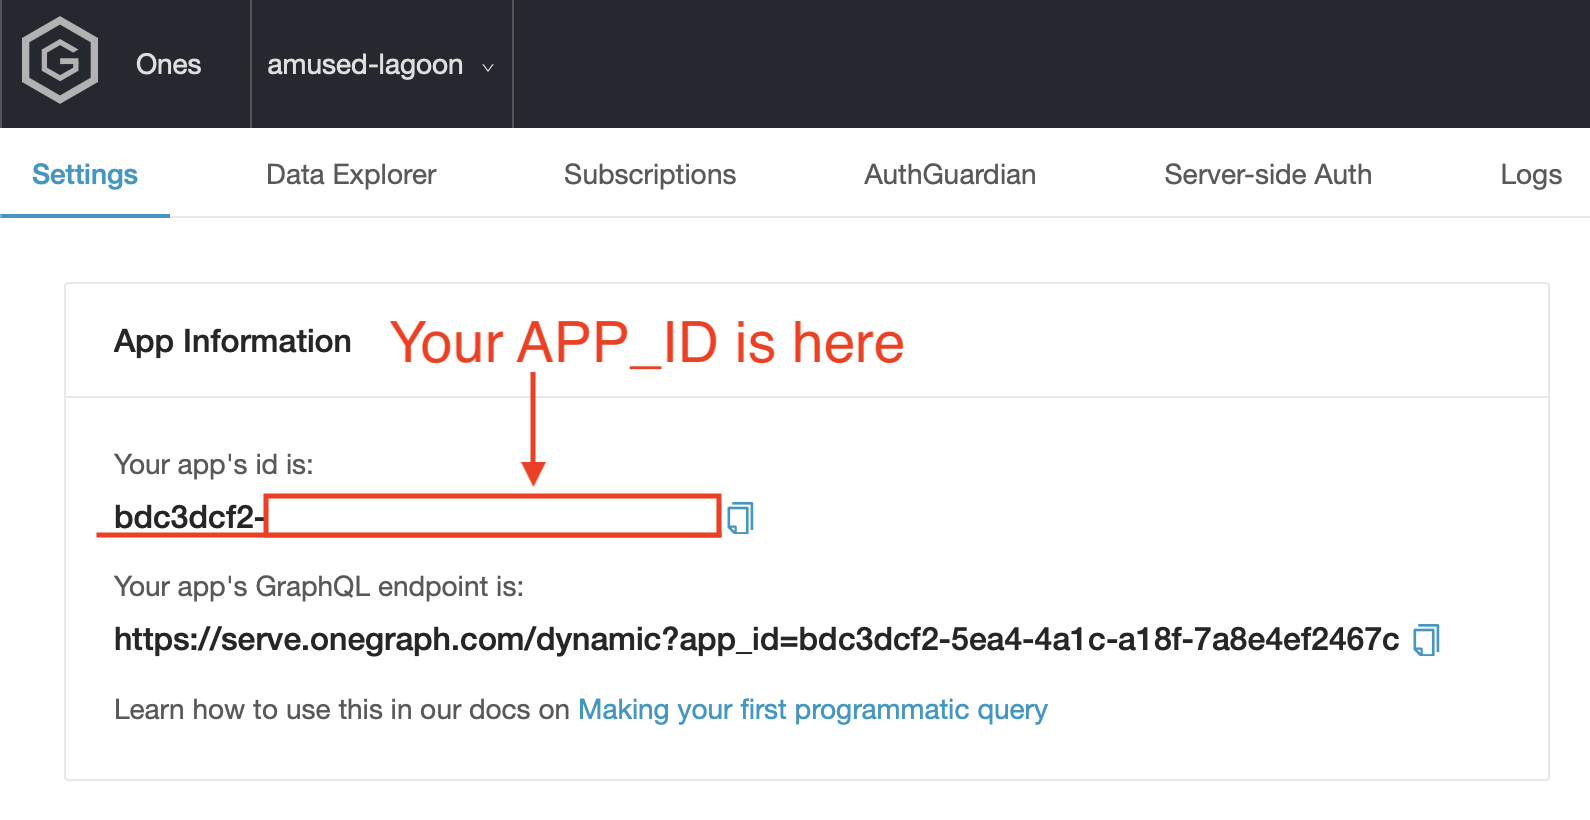 Ones
amused-lagoon
Settings Data Explorer Subscriptions AuthGuardian Server-side Auth Logs
App Information
Your APP_ID is here
Your app's id is:
bdc3dcf2-
Your app's GraphQL endpoint is:
https://serve.onegraph.com/dynamic?app_id=bdc3dcf2-5ea4-4a1c-a18f-7a8e4ef2467c
Learn how to use this in our docs on Making your first programmatic query